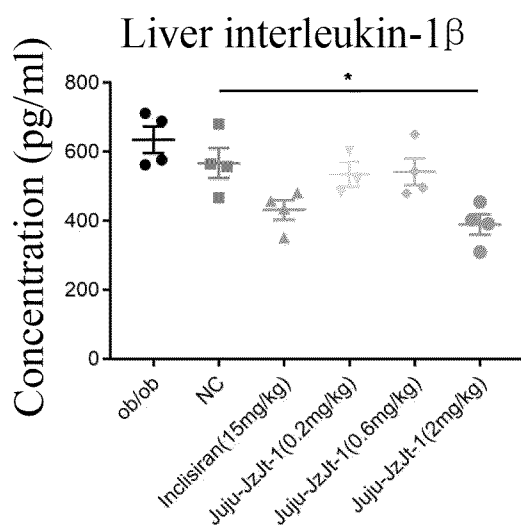 Liver interleukin-1β
Concentration (pg/ml)
800
600
400
200
0
*
ob/ob
NC
Inclisiran(15mg/kg)
Juju-JzJt-1(0.2mg/kg)
Juju-JzJt-1(0.6mg/kg)
Juju-JzJt-1(2mg/kg)